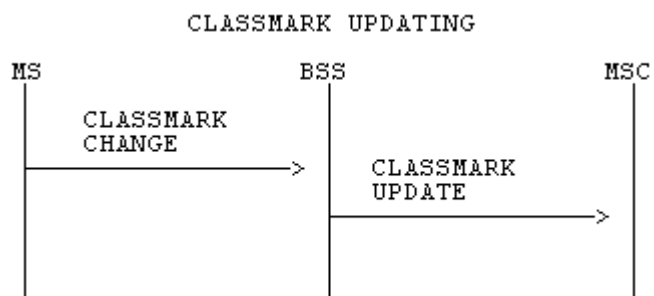 CLASSMARK UPDATING
MS BSS MSC
CLASSMARK
CHANGE
CLASSMARK
UPDATE